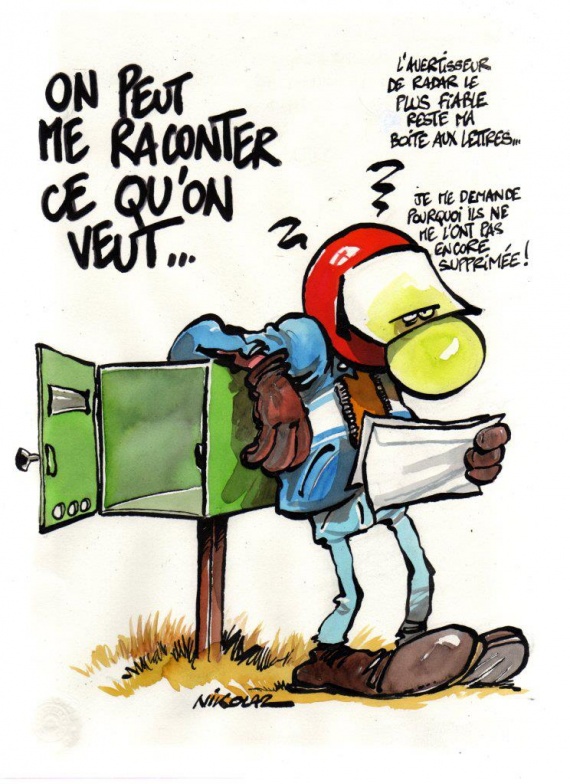 ON PEUT
ME RACONTER
CE QU'ON
VEUT...
L'AVERTISSEUR
DE RADAR LE
PLUS FIABLE
RESTE MA
BOITE AUX LETTRES...
JE ME DEMANDE
POURQUOI ILS NE
ME L'ONT PAS
ENCORE
SUPPRIMÉE !
NIKOLAZ